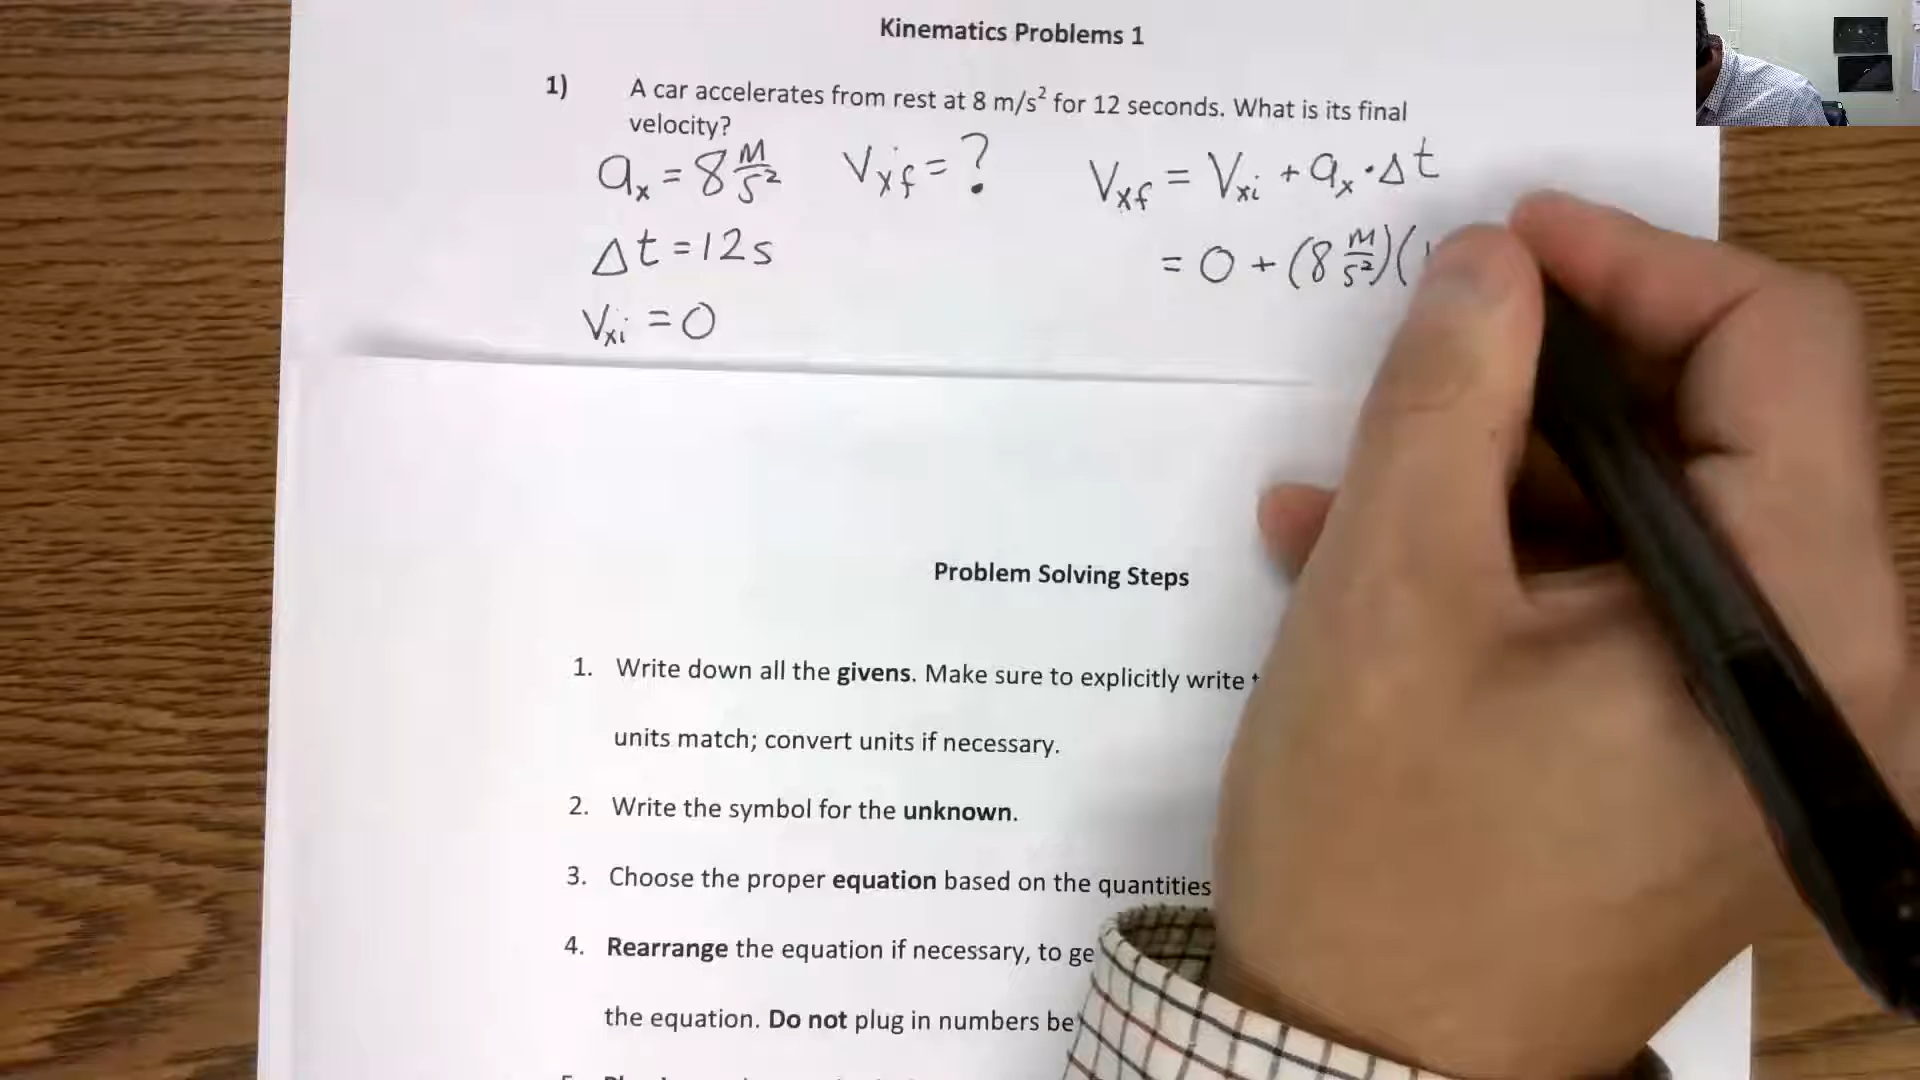 Kinematics Problems 1
1) A car accelerates from rest at 8 m/s² for 12 seconds. What is its final
velocity?
aₓ = 8 M/S² Vxf = ? Vxf = Vxi + aₓ · Δt
Δt = 12s = 0 + (8 M/S²)(1
Vxi = 0
Problem Solving Steps
1. Write down all the givens. Make sure to explicitly write
units match; convert units if necessary.
2. Write the symbol for the unknown.
3. Choose the proper equation based on the quantities
4. Rearrange the equation if necessary, to ge
the equation. Do not plug in numbers be